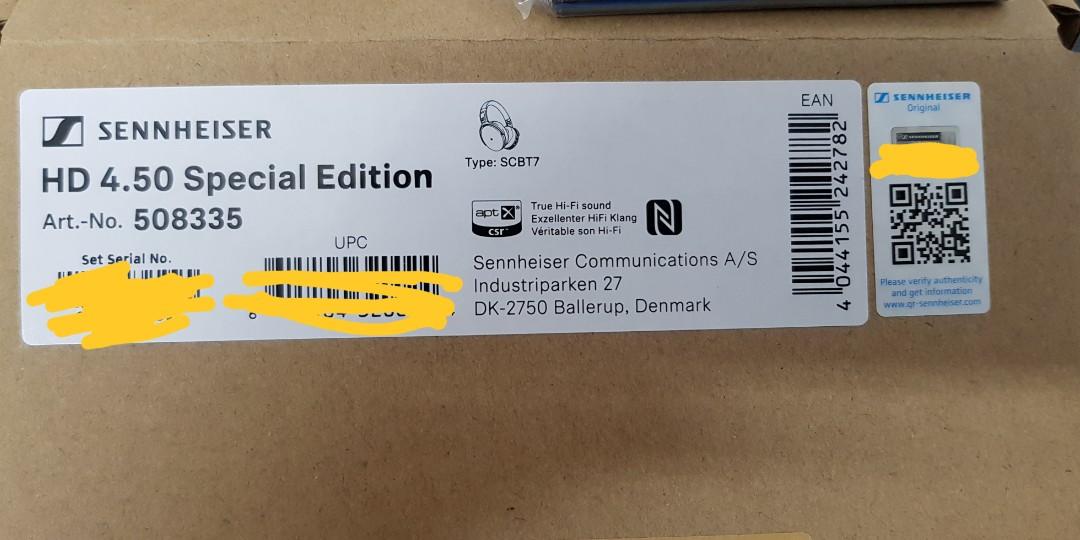 SENNHEISER
HD 4.50 Special Edition
Art.-No. 508335
Set Serial No.
UPC
Type: SCBT7
aptX
csr
True Hi-Fi sound
Exzellenter HiFi Klang
Véritable son Hi-Fi
Sennheiser Communications A/S
Industriparken 27
DK-2750 Ballerup, Denmark
EAN
4 044155 242782
SENNHEISER
Original
SENNHEISER
Please verify authenticity
and get information
www.qr-sennheiser.com